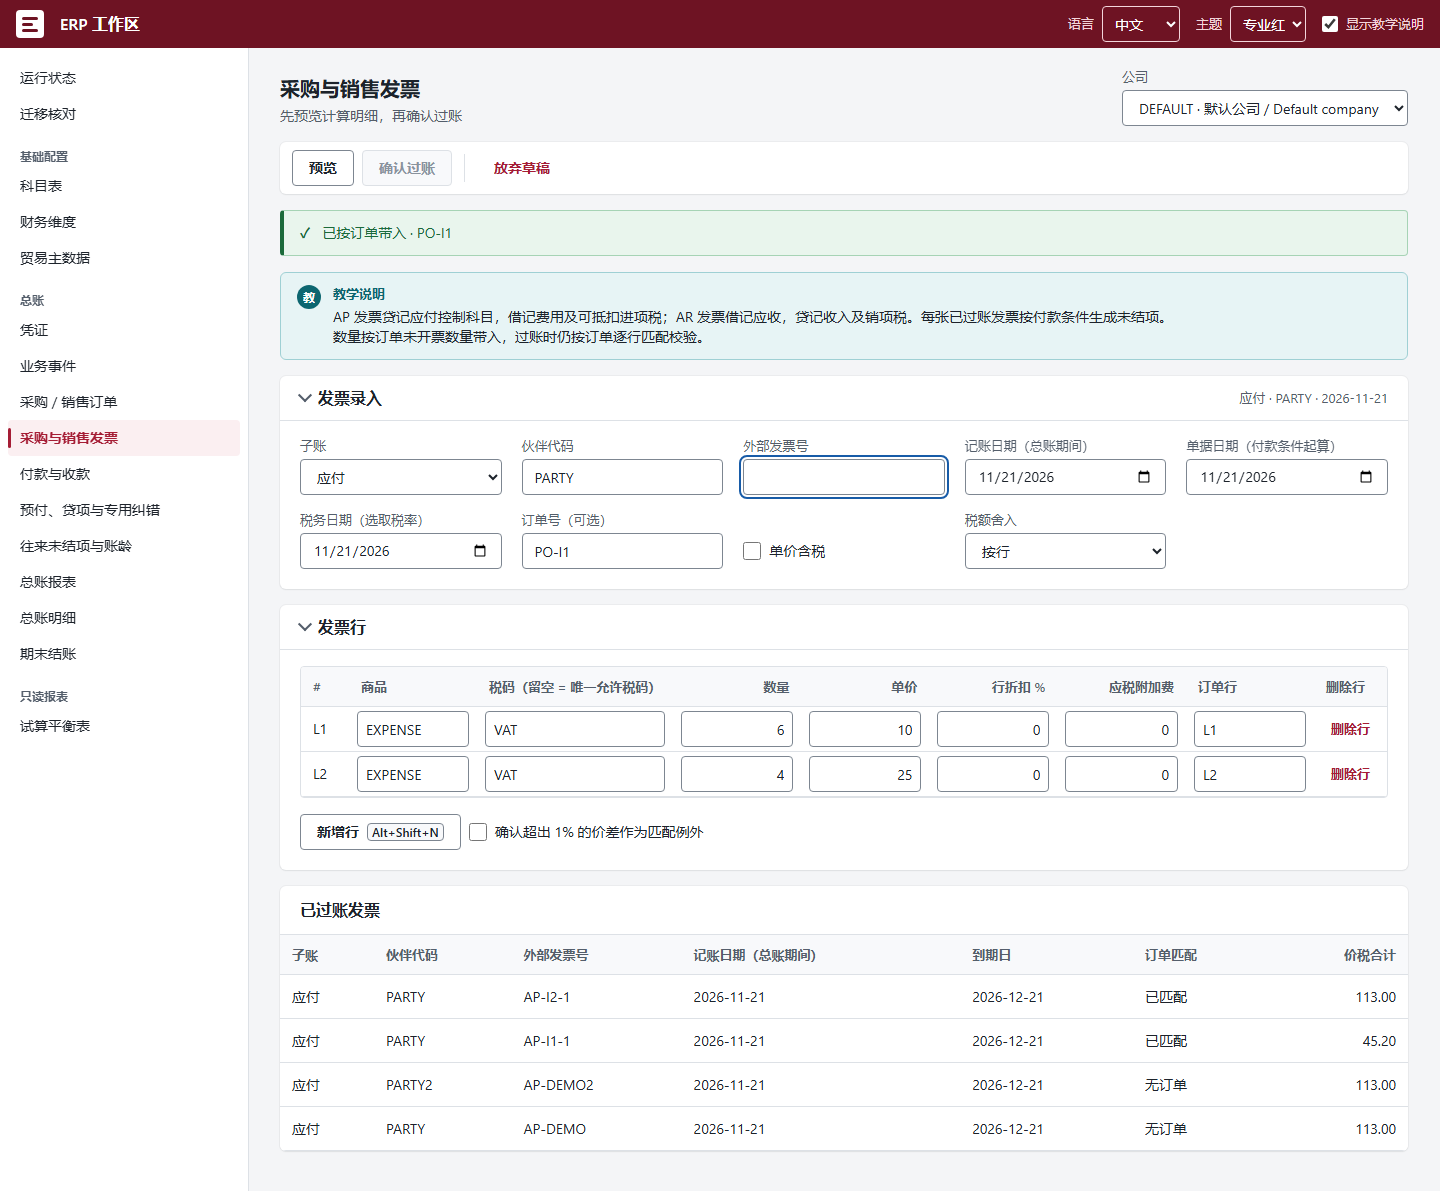 ERP 工作区
语言 中文 主题 专业红 显示教学说明
运行状态
迁移核对
基础配置
科目表
财务维度
贸易主数据
总账
凭证
业务事件
采购 / 销售订单
采购与销售发票
付款与收款
预付、贷项与专用纠错
往来未结项与账龄
总账报表
总账明细
期末结账
只读报表
试算平衡表
采购与销售发票
先预览计算明细，再确认过账
公司
DEFAULT · 默认公司 / Default company
预览 确认过账 放弃草稿
✓ 已按订单带入 · PO-I1
教 教学说明
AP 发票贷记应付控制科目，借记费用及可抵扣进项税；AR 发票借记应收，贷记收入及销项税。每张已过账发票按付款条件生成未结项。
数量按订单未开票数量带入，过账时仍按订单逐行匹配校验。
发票录入 应付 · PARTY · 2026-11-21
子账 伙伴代码 外部发票号 记账日期（总账期间） 单据日期（付款条件起算）
应付 PARTY 11/21/2026 11/21/2026
税务日期（选取税率） 订单号（可选） 税额舍入
11/21/2026 PO-I1 单价含税 按行
发票行
# 商品 税码（留空 = 唯一允许税码） 数量 单价 行折扣 % 应税附加费 订单行 删除行
L1 EXPENSE VAT 6 10 0 0 L1 删除行
L2 EXPENSE VAT 4 25 0 0 L2 删除行
新增行 Alt+Shift+N 确认超出 1% 的价差作为匹配例外
已过账发票
子账 伙伴代码 外部发票号 记账日期（总账期间） 到期日 订单匹配 价税合计
应付 PARTY AP-I2-1 2026-11-21 2026-12-21 已匹配 113.00
应付 PARTY AP-I1-1 2026-11-21 2026-12-21 已匹配 45.20
应付 PARTY2 AP-DEMO2 2026-11-21 2026-12-21 无订单 113.00
应付 PARTY AP-DEMO 2026-11-21 2026-12-21 无订单 113.00